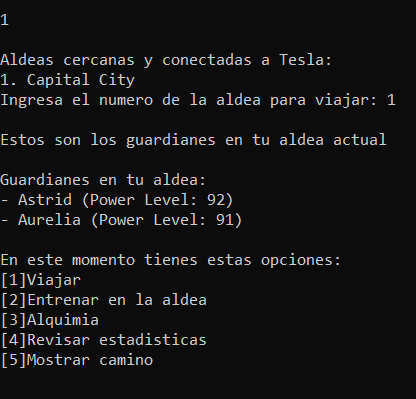 1
Aldeas cercanas y conectadas a Tesla:
1. Capital City
Ingresa el numero de la aldea para viajar: 1
Estos son los guardianes en tu aldea actual
Guardianes en tu aldea:
- Astrid (Power Level: 92)
- Aurelia (Power Level: 91)
En este momento tienes estas opciones:
[1]Viajar
[2]Entrenar en la aldea
[3]Alquimia
[4]Revisar estadisticas
[5]Mostrar camino